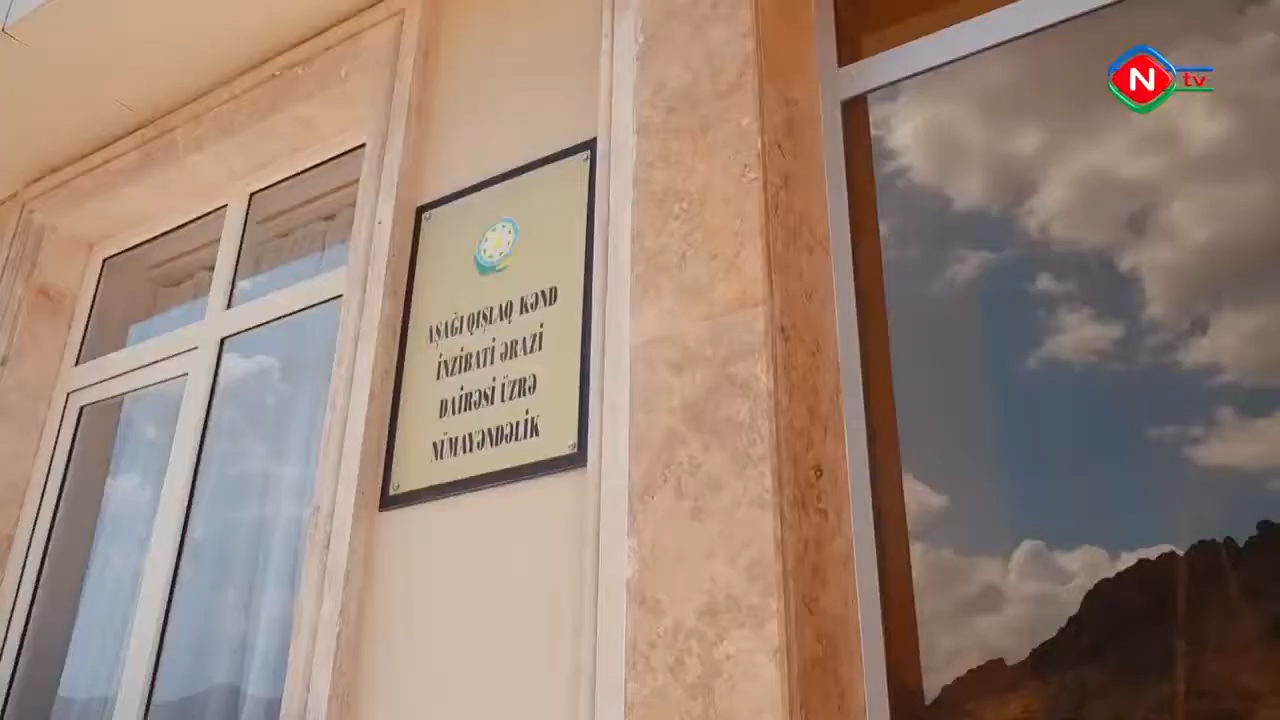 N tv
AŞAĞI QIŞLAQ KƏND
İNZİBATİ ƏRAZİ
DAİRƏSİ ÜZRƏ
NÜMAYƏNDƏLİK